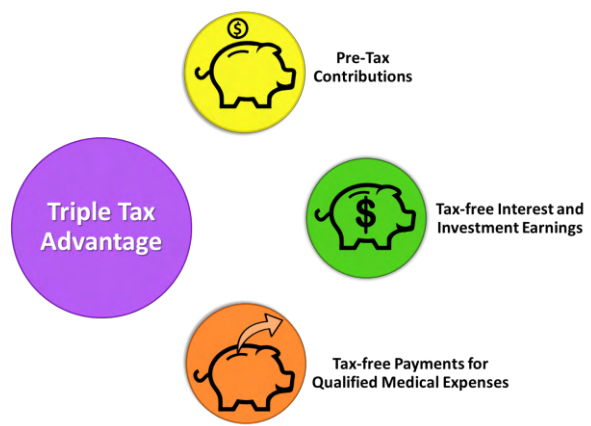 $
Pre-Tax
Contributions
Triple Tax
Advantage
$
Tax-free Interest and
Investment Earnings
Tax-free Payments for
Qualified Medical Expenses